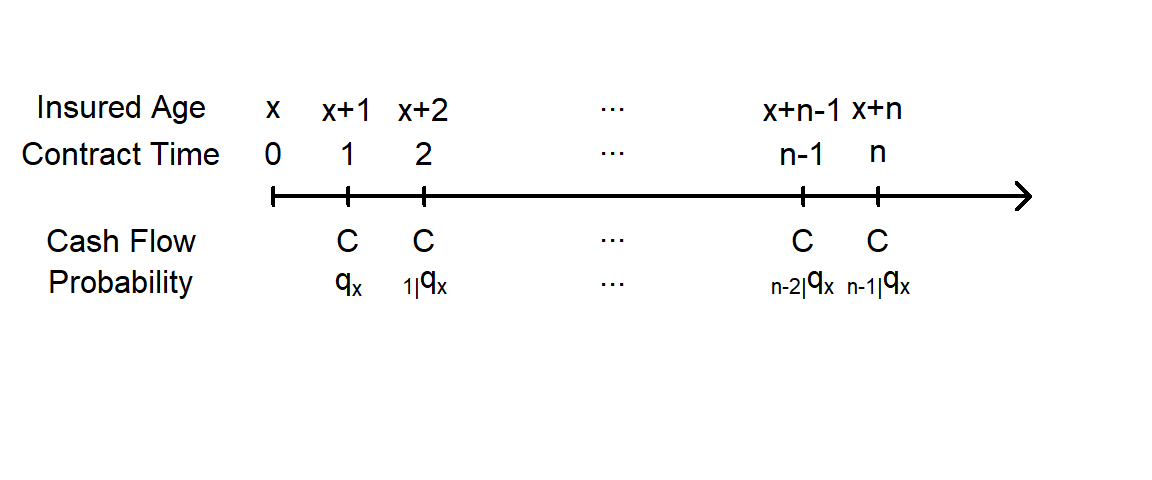 Insured Age x x+1 x+2 ... x+n-1 x+n
Contract Time 0 1 2 ... n-1 n
Cash Flow C C ... C C
Probability qₓ ₁|qₓ ... ₙ₋₂|qₓ ₙ₋₁|qₓ